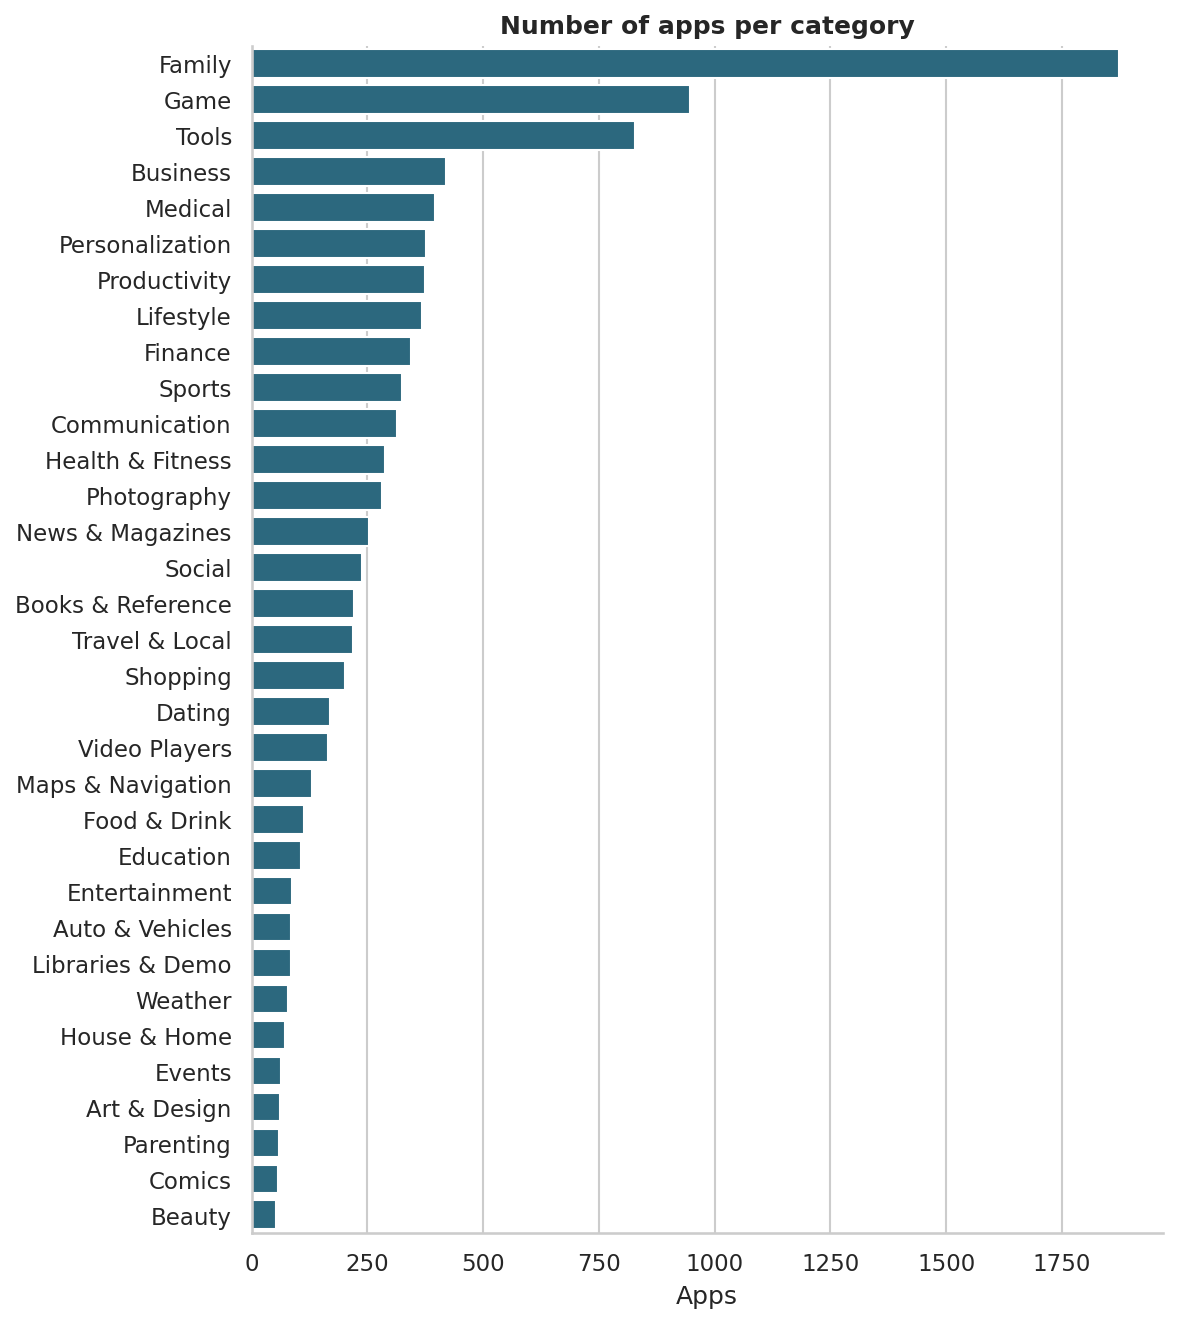 Number of apps per category
Family
Game
Tools
Business
Medical
Personalization
Productivity
Lifestyle
Finance
Sports
Communication
Health & Fitness
Photography
News & Magazines
Social
Books & Reference
Travel & Local
Shopping
Dating
Video Players
Maps & Navigation
Food & Drink
Education
Entertainment
Auto & Vehicles
Libraries & Demo
Weather
House & Home
Events
Art & Design
Parenting
Comics
Beauty
0 250 500 750 1000 1250 1500 1750
Apps